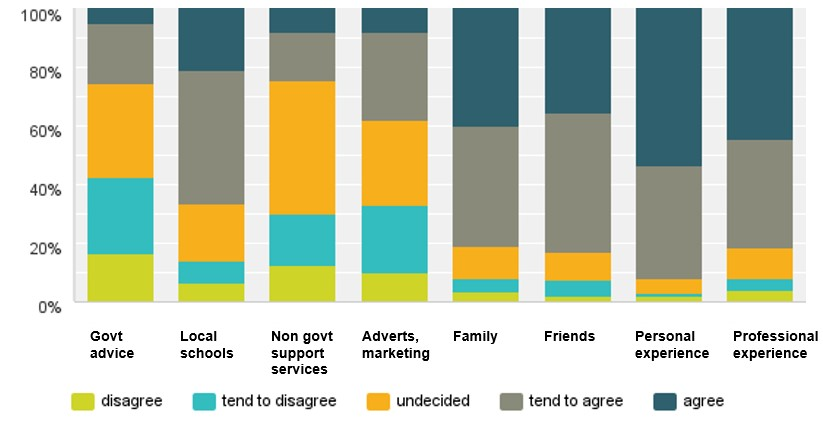 100%
80%
60%
40%
20%
0%
Govt
advice
Local
schools
Non govt
support
services
Adverts,
marketing
Family
Friends
Personal
experience
Professional
experience
disagree
tend to disagree
undecided
tend to agree
agree